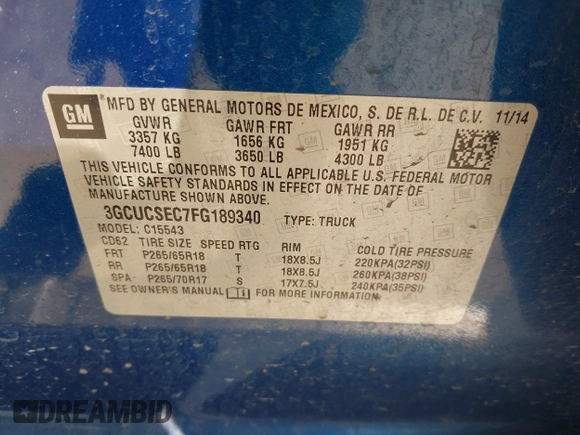 GM
*MFD BY GENERAL MOTORS DE MEXICO, S. DE R.L. DE C.V. 11/14
GVWR GAWR FRT GAWR RR
3357 KG 1656 KG 1951 KG
7400 LB 3650 LB 4300 LB
THIS VEHICLE CONFORMS TO ALL APPLICABLE U.S. FEDERAL MOTOR
VEHICLE SAFETY STANDARDS IN EFFECT ON THE DATE OF
MANUFACTURE SHOWN ABOVE.
3GCUCSEC7FG189340 TYPE: TRUCK
MODEL: C15543
CD62 TIRE SIZE SPEED RTG RIM COLD TIRE PRESSURE
FRT P265/65R18 T 18X8.5J 220KPA(32PSI)
RR P265/65R18 T 18X8.5J 260KPA(38PSI)
SPA P265/70R17 S 17X7.5J 240KPA(35PSI)
SEE OWNER'S MANUAL FOR MORE INFORMATION
DREAMBID